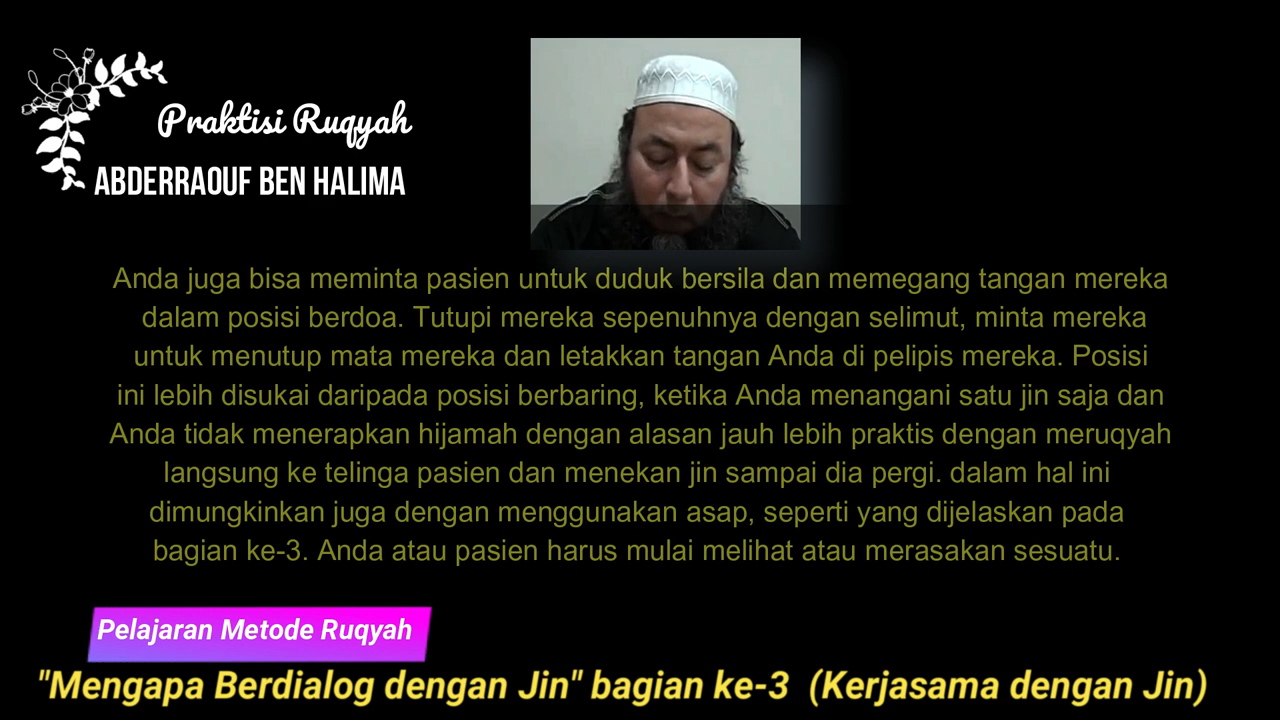 Praktisi Ruqyah
ABDERRAOUF BEN HALIMA
Anda juga bisa meminta pasien untuk duduk bersila dan memegang tangan mereka
dalam posisi berdoa. Tutupi mereka sepenuhnya dengan selimut, minta mereka
untuk menutup mata mereka dan letakkan tangan Anda di pelipis mereka. Posisi
ini lebih disukai daripada posisi berbaring, ketika Anda menangani satu jin saja dan
Anda tidak menerapkan hijamah dengan alasan jauh lebih praktis dengan meruqyah
langsung ke telinga pasien dan menekan jin sampai dia pergi. dalam hal ini
dimungkinkan juga dengan menggunakan asap, seperti yang dijelaskan pada
bagian ke-3. Anda atau pasien harus mulai melihat atau merasakan sesuatu.
Pelajaran Metode Ruqyah
"Mengapa Berdialog dengan Jin" bagian ke-3 (Kerjasama dengan Jin)